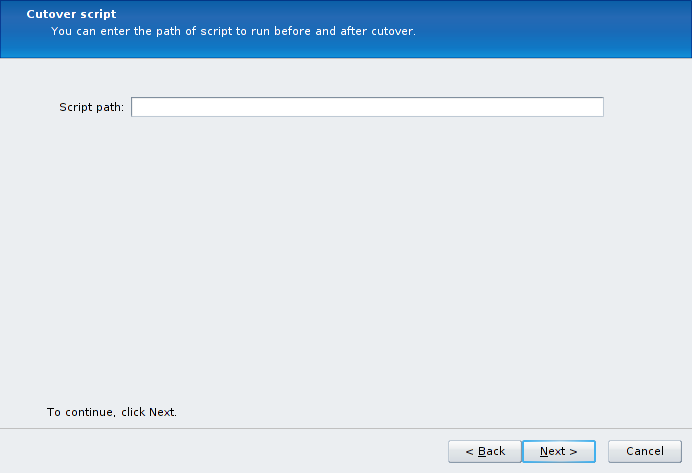 Cutover script
You can enter the path of script to run before and after cutover.
Script path:
To continue, click Next.
< Back Next > Cancel